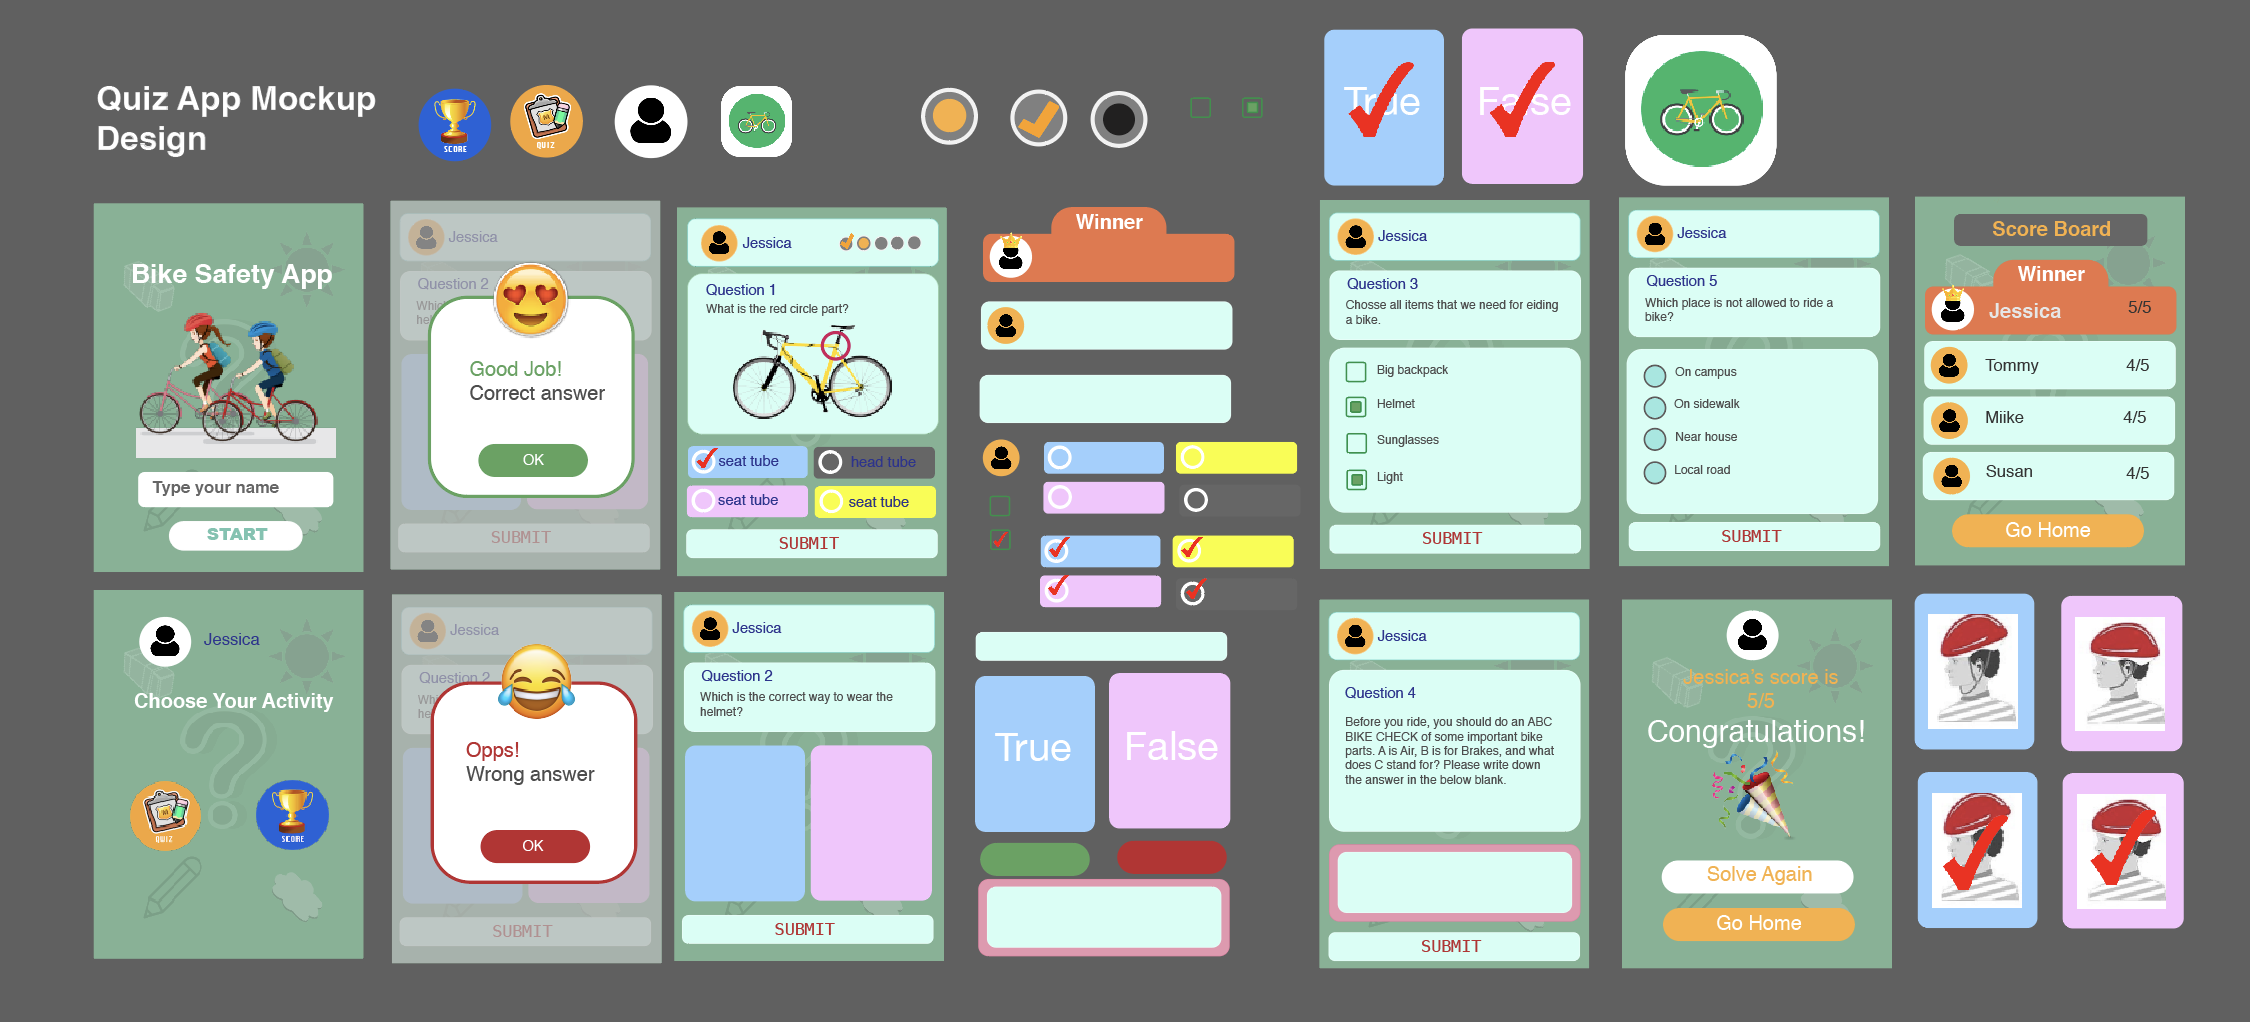 Quiz App Mockup
Design
SCORE
QUIZ
True
False
Bike Safety App
Type your name
START
Jessica
Question 2
Good Job!
Correct answer
OK
SUBMIT
Jessica
Question 1
What is the red circle part?
seat tube
head tube
seat tube
seat tube
SUBMIT
Winner
Jessica
Question 3
Chosse all items that we need for eiding
a bike.
Big backpack
Helmet
Sunglasses
Light
SUBMIT
Jessica
Question 5
Which place is not allowed to ride a
bike?
On campus
On sidewalk
Near house
Local road
SUBMIT
Score Board
Winner
Jessica 5/5
Tommy 4/5
Miike 4/5
Susan 4/5
Go Home
Jessica
Choose Your Activity
QUIZ
SCORE
Jessica
Question 2
Opps!
Wrong answer
OK
SUBMIT
Jessica
Question 2
Which is the correct way to wear the
helmet?
SUBMIT
True
False
Jessica
Question 4
Before you ride, you should do an ABC
BIKE CHECK of some important bike
parts. A is Air, B is for Brakes, and what
does C stand for? Please write down
the answer in the below blank.
SUBMIT
Jessica's score is
5/5
Congratulations!
Solve Again
Go Home